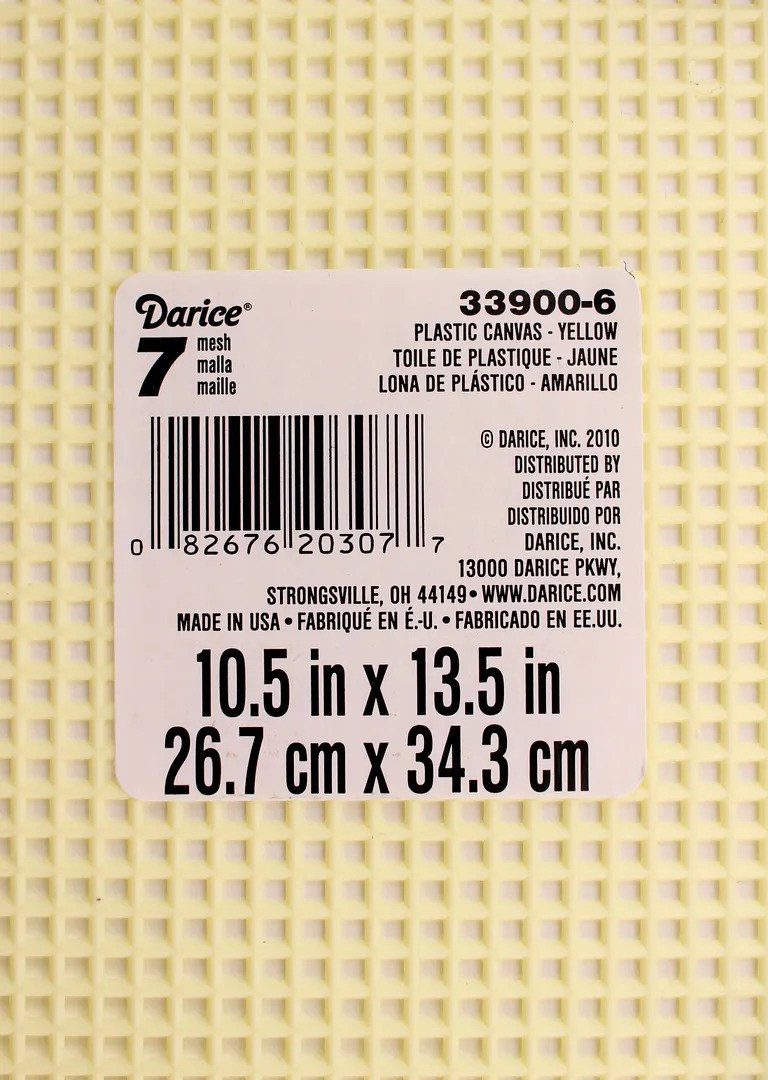 Darice®
33900-6
7 mesh
malla
maille
PLASTIC CANVAS - YELLOW
TOILE DE PLASTIQUE - JAUNE
LONA DE PLÁSTICO - AMARILLO
© DARICE, INC. 2010
DISTRIBUTED BY
DISTRIBUÉ PAR
DISTRIBUIDO POR
DARICE, INC.
13000 DARICE PKWY,
0 82676 20307 7
STRONGSVILLE, OH 44149 • WWW.DARICE.COM
MADE IN USA • FABRIQUÉ EN É.-U. • FABRICADO EN EE.UU.
10.5 in x 13.5 in
26.7 cm x 34.3 cm